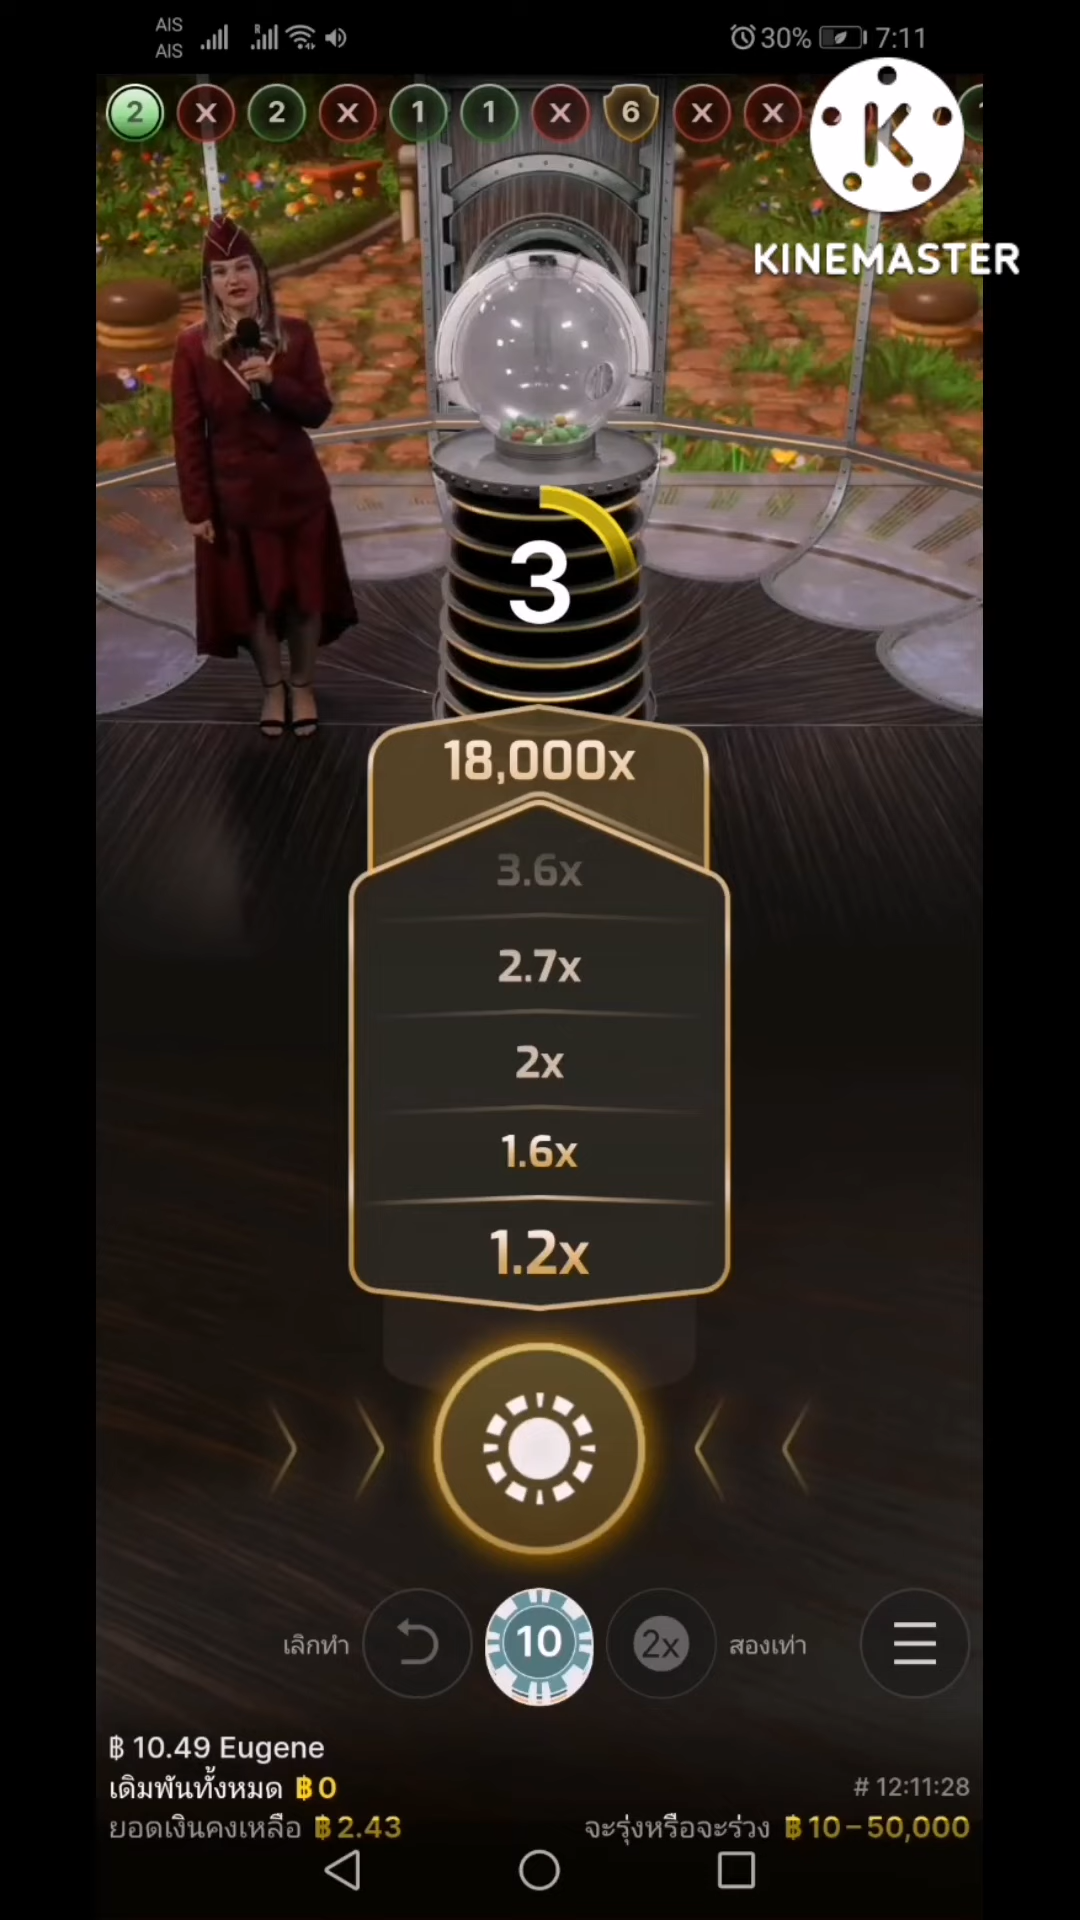 AIS
AIS
R
30%
7:11
2 X 2 X 1 1 X 6 X X
K
KINEMASTER
3
18,000x
3.6x
2.7x
2x
1.6x
1.2x
เลิกทำ
10
2x
สองเท่า
฿ 10.49 Eugene
เดิมพันทั้งหมด ฿0
# 12:11:28
ยอดเงินคงเหลือ ฿2.43
จะรุ่งหรือจะร่วง ฿10–50,000